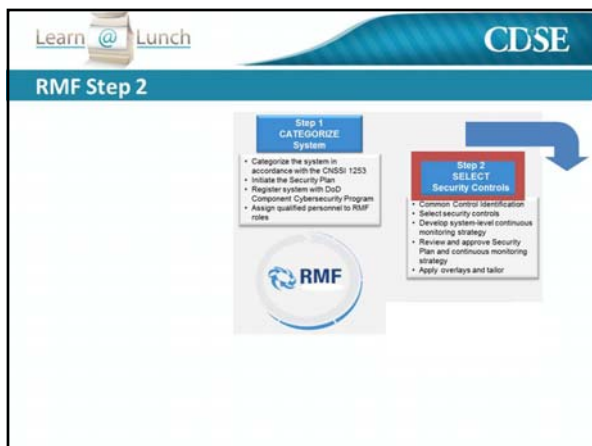 Learn @ Lunch
CDSE
RMF Step 2
Step 1
CATEGORIZE
System
• Categorize the system in
accordance with the CNSSI 1253
• Initiate the Security Plan
• Register system with DoD
Component Cybersecurity Program
• Assign qualified personnel to RMF
roles
Step 2
SELECT
Security Controls
• Common Control Identification
• Select security controls
• Develop system-level continuous
monitoring strategy
• Review and approve Security
Plan and continuous monitoring
strategy
• Apply overlays and tailor
RMF